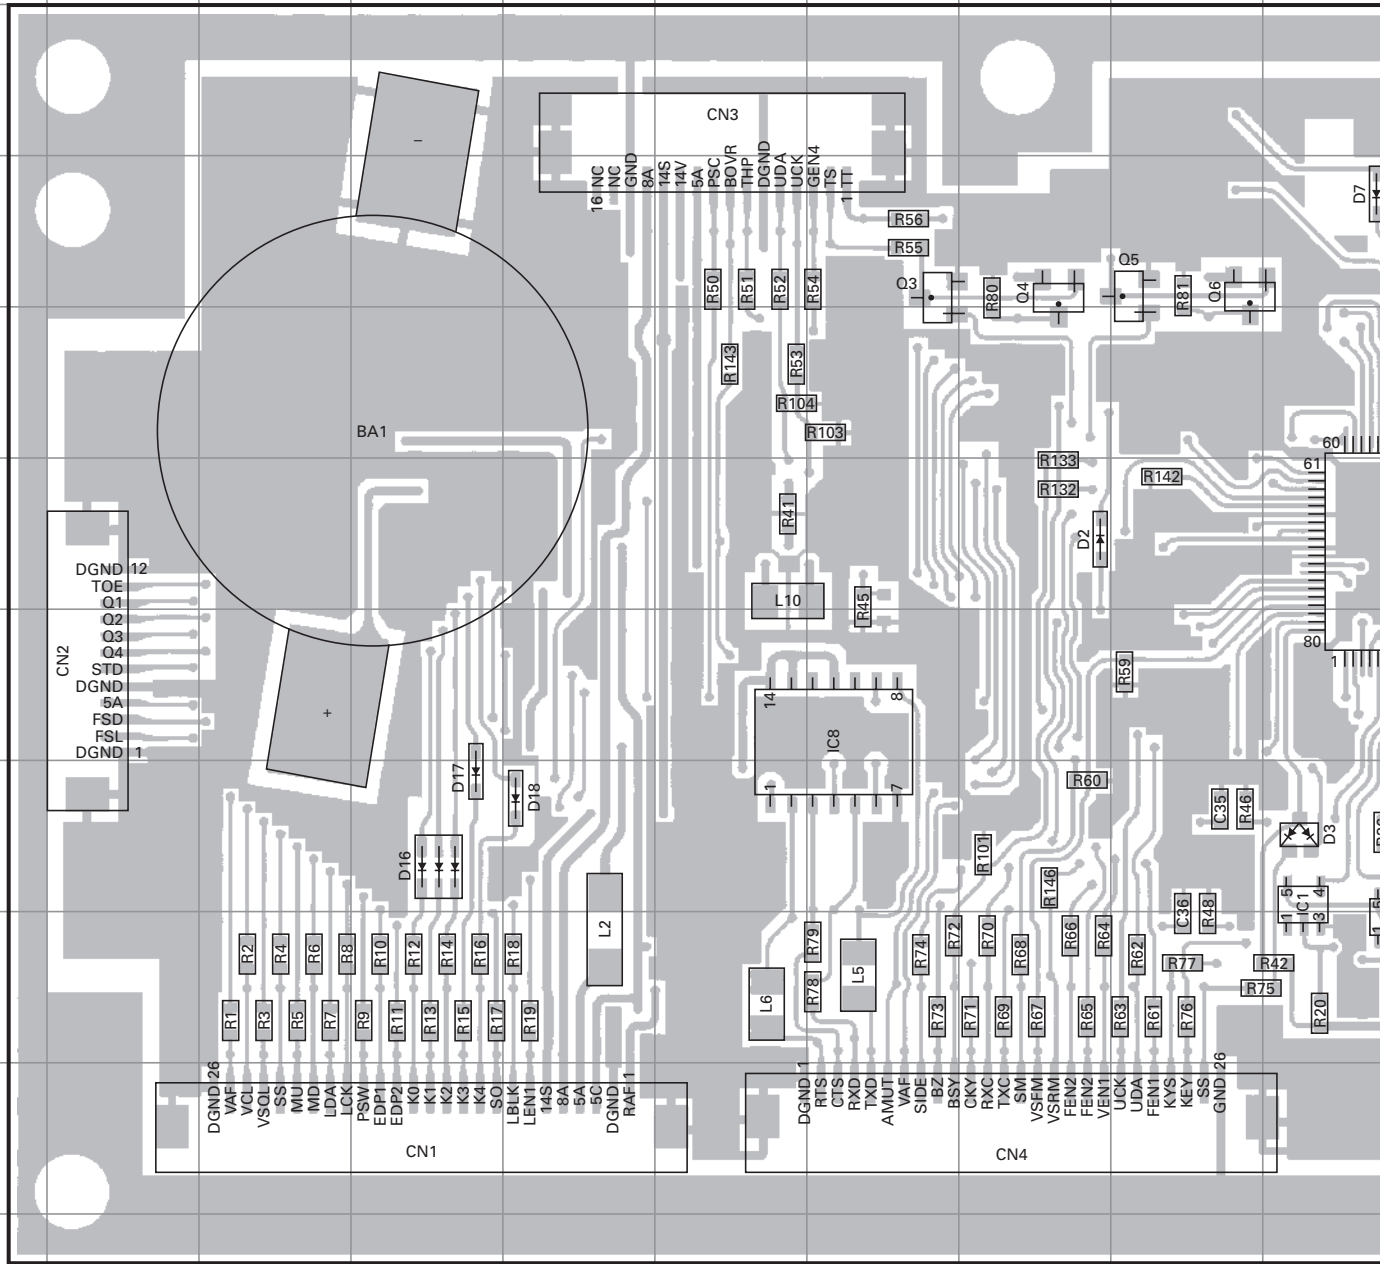 CN3
16 NC
NC
GND
8A
14S
14V
5A
PSC
BOVR
THP
DGND
UDA
UCK
GEN4
TS
1 TT
D7
R56
R55
Q3
R80
Q4
Q5
R81
Q6
R50
R51
R52
R54
R143
R53
R104
R103
BA1
−
+
60
61
R133
R132
R142
R41
D2
L10
R45
80
1
R59
CN2
DGND 12
TOE
Q1
Q2
Q3
Q4
STD
DGND
5A
FSD
FSL
DGND 1
14
8
IC8
1
7
D17
D18
D16
R60
C35
R46
D3
R101
R146
5
4
IC1
1
3
C36
R48
L2
R2
R4
R6
R8
R10
R12
R14
R16
R18
R1
R3
R5
R7
R9
R11
R13
R15
R17
R19
L6
R79
R78
L5
R74
R72
R70
R68
R66
R64
R62
R77
R42
R75
R20
R73
R71
R69
R67
R65
R63
R61
R76
DGND 26
VAF
VCL
VSOL
SS
MU
MD
LDA
LCK
PSW
EDP1
EDP2
K0
K1
K2
K3
K4
SO
LBLK
LEN1
14S
8A
5A
5C
DGND
RAF 1
CN1
DGND 1
RTS
CTS
RXD
TXD
AMUT
VAF
SIDE
BZ
BSY
CKY
RXC
TXC
SM
VSFM
VSRM
FEN2
FEN2
VEN1
UCK
UDA
FEN1
KYS
KEY
SS
GND 26
CN4